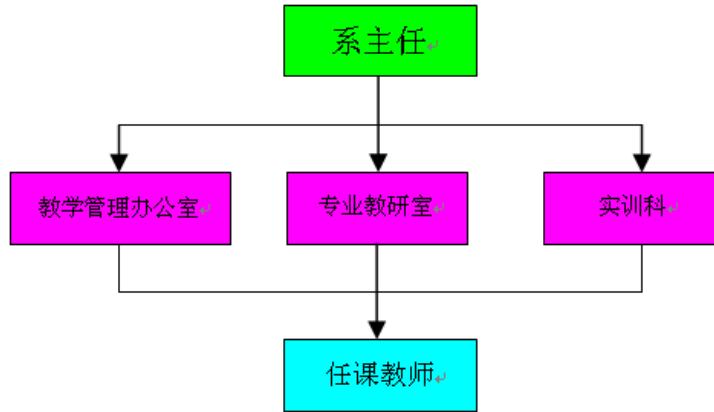 系主任
教学管理办公室
专业教研室
实训科
任课教师